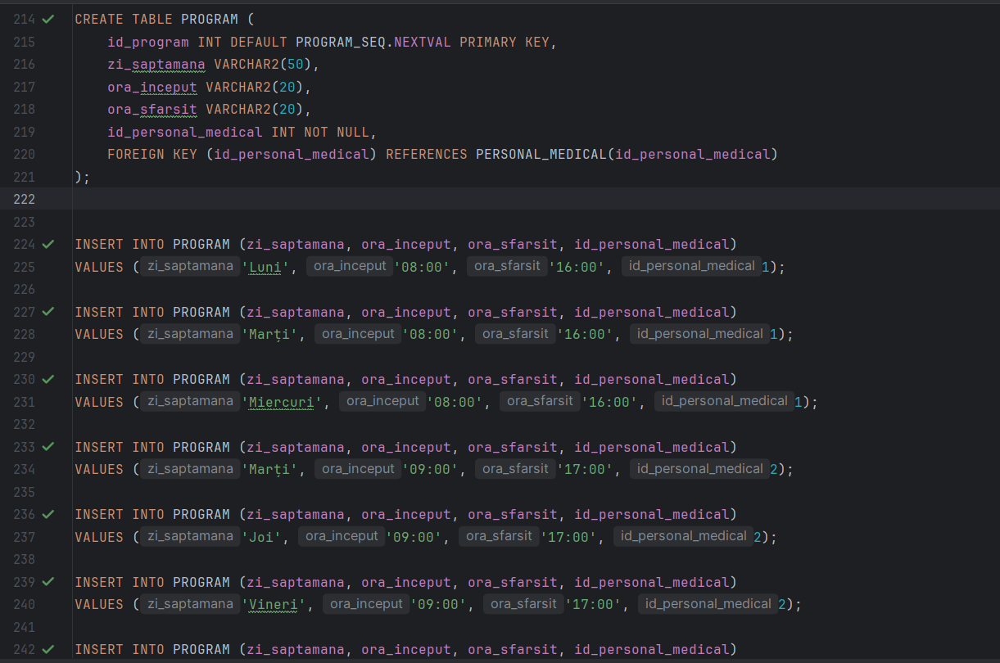 214 CREATE TABLE PROGRAM (
215 id_program INT DEFAULT PROGRAM_SEQ.NEXTVAL PRIMARY KEY,
216 zi_saptamana VARCHAR2(50),
217 ora_inceput VARCHAR2(20),
218 ora_sfarsit VARCHAR2(20),
219 id_personal_medical INT NOT NULL,
220 FOREIGN KEY (id_personal_medical) REFERENCES PERSONAL_MEDICAL(id_personal_medical)
221 );
222
223
224 INSERT INTO PROGRAM (zi_saptamana, ora_inceput, ora_sfarsit, id_personal_medical)
225 VALUES ( zi_saptamana 'Luni', ora_inceput '08:00', ora_sfarsit '16:00', id_personal_medical 1);
226
227 INSERT INTO PROGRAM (zi_saptamana, ora_inceput, ora_sfarsit, id_personal_medical)
228 VALUES ( zi_saptamana 'Marți', ora_inceput '08:00', ora_sfarsit '16:00', id_personal_medical 1);
229
230 INSERT INTO PROGRAM (zi_saptamana, ora_inceput, ora_sfarsit, id_personal_medical)
231 VALUES ( zi_saptamana 'Miercuri', ora_inceput '08:00', ora_sfarsit '16:00', id_personal_medical 1);
232
233 INSERT INTO PROGRAM (zi_saptamana, ora_inceput, ora_sfarsit, id_personal_medical)
234 VALUES ( zi_saptamana 'Marți', ora_inceput '09:00', ora_sfarsit '17:00', id_personal_medical 2);
235
236 INSERT INTO PROGRAM (zi_saptamana, ora_inceput, ora_sfarsit, id_personal_medical)
237 VALUES ( zi_saptamana 'Joi', ora_inceput '09:00', ora_sfarsit '17:00', id_personal_medical 2);
238
239 INSERT INTO PROGRAM (zi_saptamana, ora_inceput, ora_sfarsit, id_personal_medical)
240 VALUES ( zi_saptamana 'Vineri', ora_inceput '09:00', ora_sfarsit '17:00', id_personal_medical 2);
241
242 INSERT INTO PROGRAM (zi_saptamana, ora_inceput, ora_sfarsit, id_personal_medical)